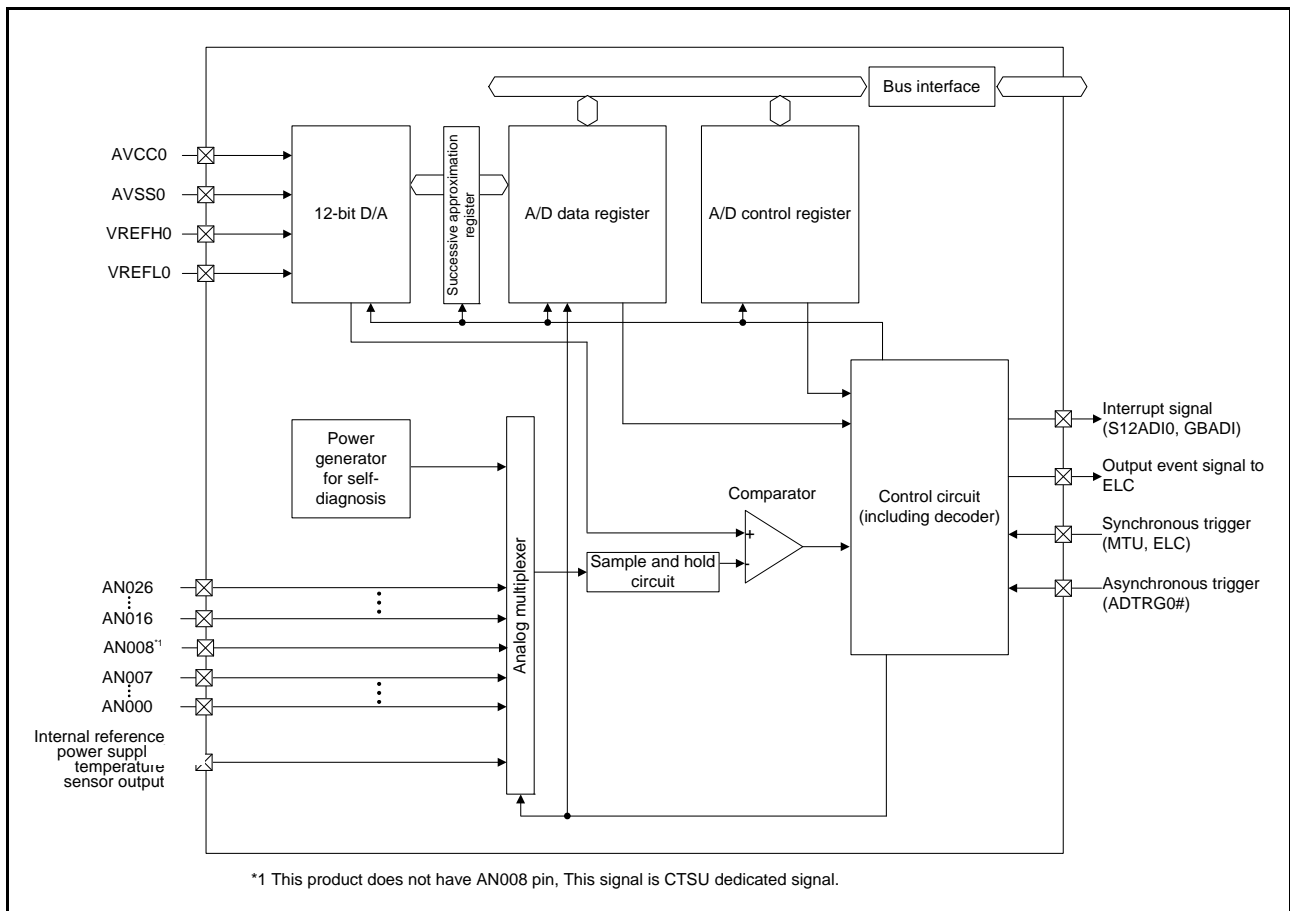 Bus interface
AVCC0
AVSS0
VREFH0
VREFL0
12-bit D/A
Successive approximation
register
A/D data register
A/D control register
Power
generator
for self-
diagnosis
Analog multiplexer
Comparator
+
-
Sample and hold
circuit
Control circuit
(including decoder)
Interrupt signal
(S12ADI0, GBADI)
Output event signal to
ELC
Synchronous trigger
(MTU, ELC)
Asynchronous trigger
(ADTRG0#)
AN026
AN016
AN008*1
AN007
AN000
Internal reference
power suppl
temperature
sensor output
*1 This product does not have AN008 pin, This signal is CTSU dedicated signal.